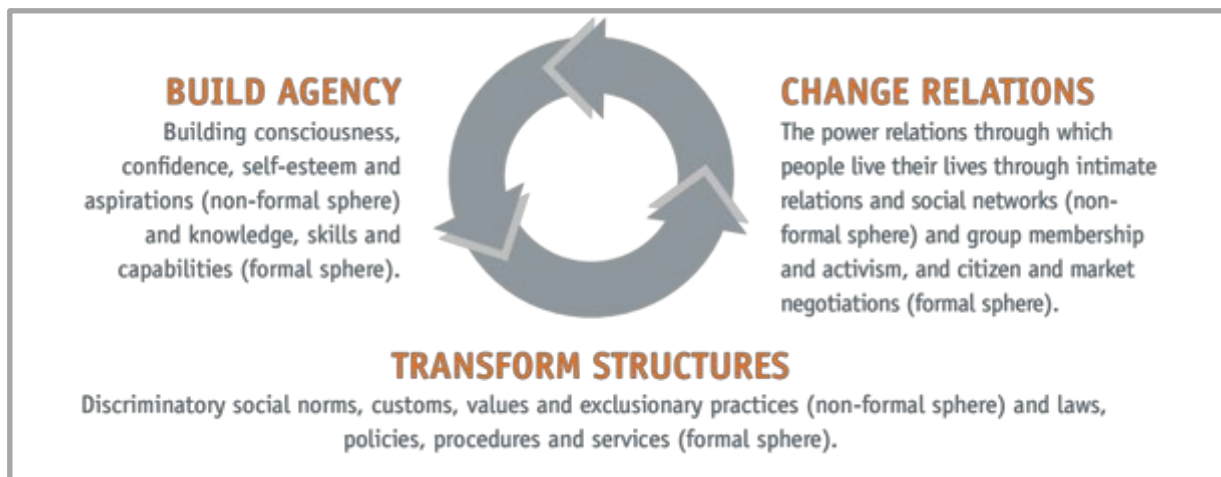 BUILD AGENCY
Building consciousness,
confidence, self-esteem and
aspirations (non-formal sphere)
and knowledge, skills and
capabilities (formal sphere).
CHANGE RELATIONS
The power relations through which
people live their lives through intimate
relations and social networks (non-
formal sphere) and group membership
and activism, and citizen and market
negotiations (formal sphere).
TRANSFORM STRUCTURES
Discriminatory social norms, customs, values and exclusionary practices (non-formal sphere) and laws,
policies, procedures and services (formal sphere).